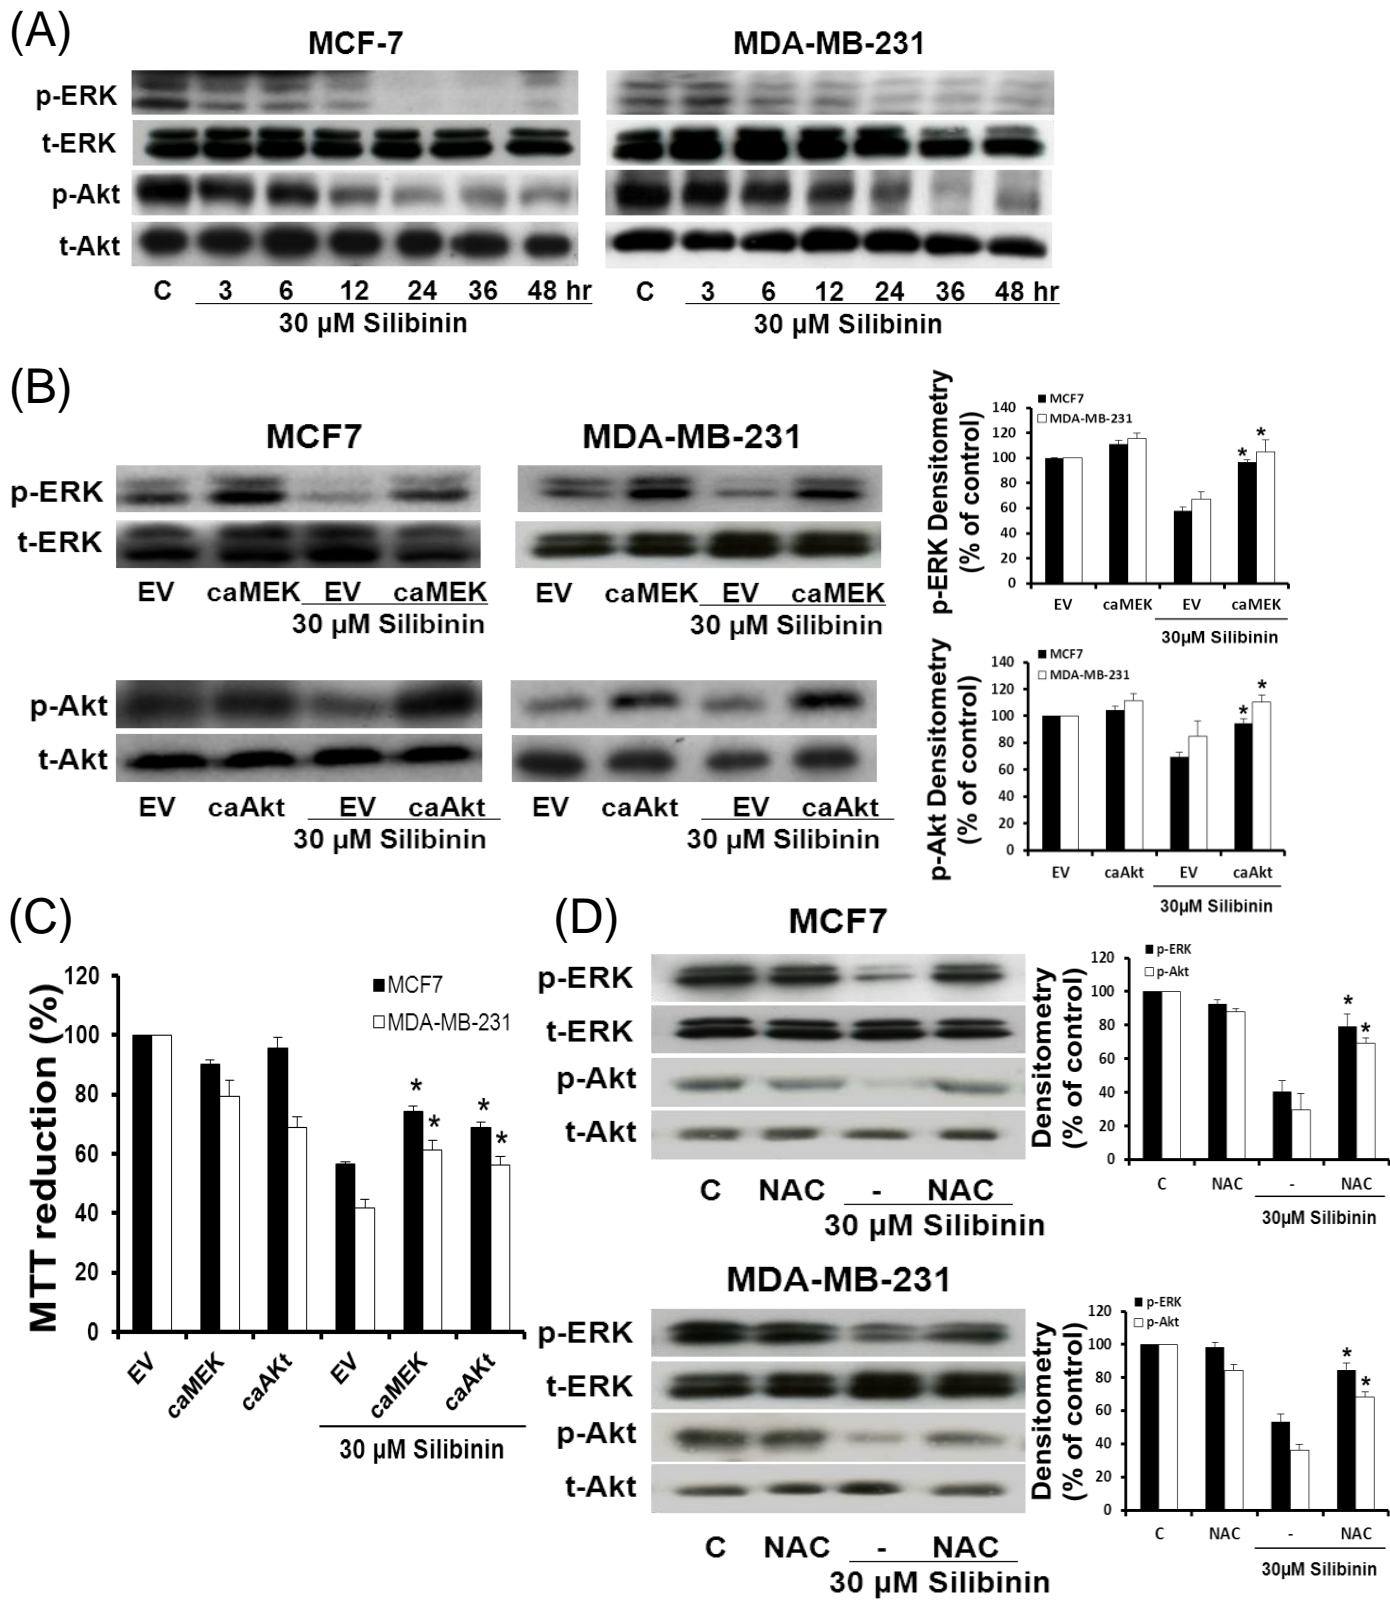 (A)
MCF-7
MDA-MB-231
p-ERK
t-ERK
p-Akt
t-Akt
C 3 6 12 24 36 48 hr
30 µM Silibinin
C 3 6 12 24 36 48 hr
30 µM Silibinin
(B)
MCF7
MDA-MB-231
p-ERK
t-ERK
EV caMEK EV caMEK
30 µM Silibinin
EV caMEK EV caMEK
30 µM Silibinin
p-Akt
t-Akt
EV caAkt EV caAkt
30 µM Silibinin
EV caAkt EV caAkt
30 µM Silibinin
p-ERK Densitometry
(% of control)
MCF7
MDA-MB-231
140
120
100
80
60
40
20
0
* *
EV caMEK EV caMEK
30µM Silibinin
p-Akt Densitometry
(% of control)
MCF7
MDA-MB-231
140
120
100
80
60
40
20
0
* *
EV caAkt EV caAkt
30µM Silibinin
(C)
MTT reduction (%)
MCF7
MDA-MB-231
120
100
80
60
40
20
0
* * * *
EV caMEK caAKt EV caMEK caAKt
30 µM Silibinin
(D)
MCF7
p-ERK
t-ERK
p-Akt
t-Akt
C NAC - NAC
30 µM Silibinin
Densitometry
(% of control)
p-ERK
p-Akt
120
100
80
60
40
20
0
* *
C NAC - NAC
30µM Silibinin
MDA-MB-231
p-ERK
t-ERK
p-Akt
t-Akt
C NAC - NAC
30 µM Silibinin
Densitometry
(% of control)
p-ERK
p-Akt
120
100
80
60
40
20
0
* *
C NAC - NAC
30µM Silibinin